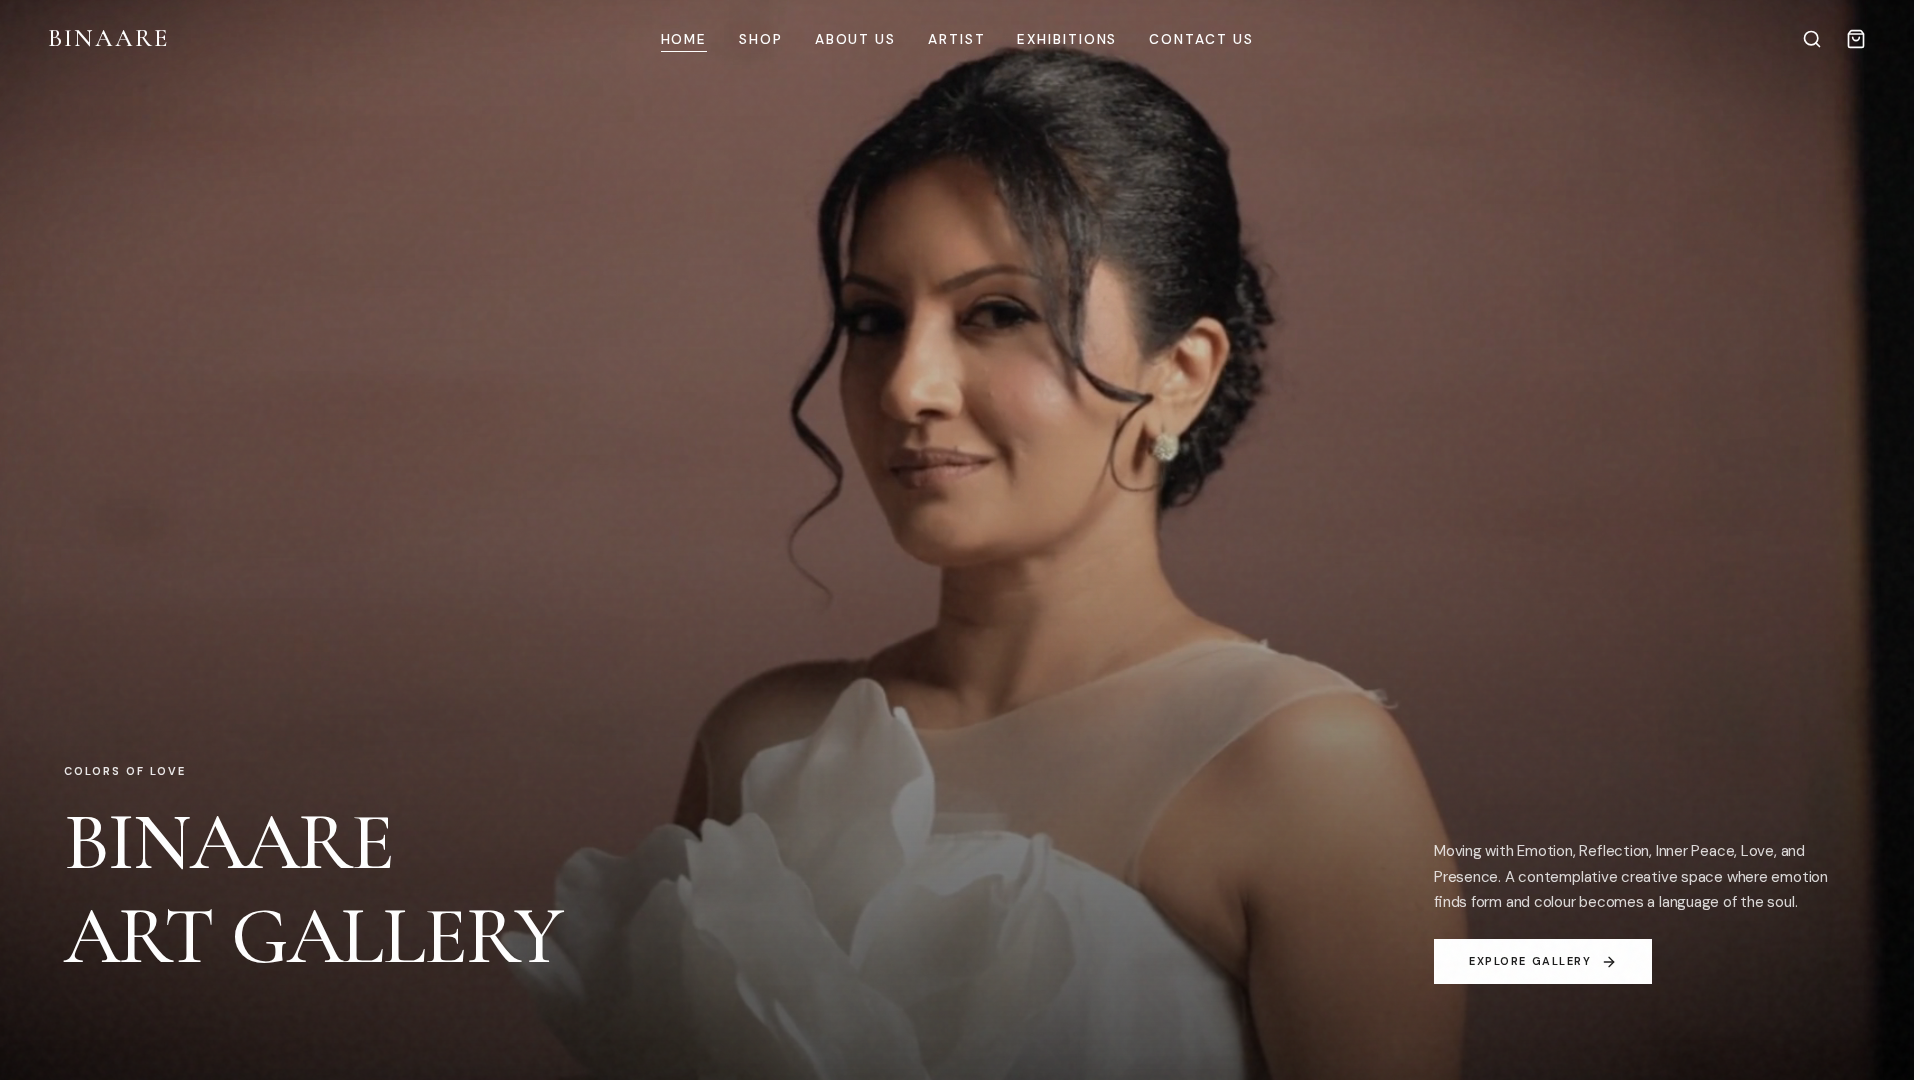 BINAARE
HOME SHOP ABOUT US ARTIST EXHIBITIONS CONTACT US
COLORS OF LOVE
BINAARE
ART GALLERY
Moving with Emotion, Reflection, Inner Peace, Love, and
Presence. A contemplative creative space where emotion
finds form and colour becomes a language of the soul.
EXPLORE GALLERY